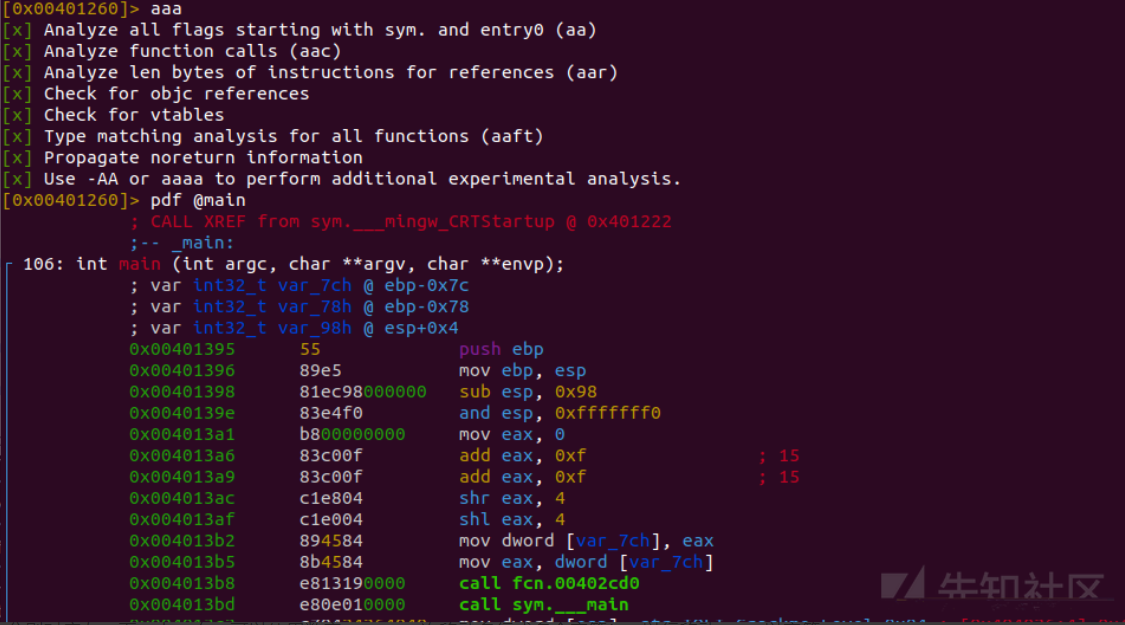 [0x00401260]> aaa
[x] Analyze all flags starting with sym. and entry0 (aa)
[x] Analyze function calls (aac)
[x] Analyze len bytes of instructions for references (aar)
[x] Check for objc references
[x] Check for vtables
[x] Type matching analysis for all functions (aaft)
[x] Propagate noreturn information
[x] Use -AA or aaaa to perform additional experimental analysis.
[0x00401260]> pdf @main
; CALL XREF from sym.___mingw_CRTStartup @ 0x401222
;-- _main:
106: int main (int argc, char **argv, char **envp);
; var int32_t var_7ch @ ebp-0x7c
; var int32_t var_78h @ ebp-0x78
; var int32_t var_98h @ esp+0x4
0x00401395 55 push ebp
0x00401396 89e5 mov ebp, esp
0x00401398 81ec98000000 sub esp, 0x98
0x0040139e 83e4f0 and esp, 0xfffffff0
0x004013a1 b800000000 mov eax, 0
0x004013a6 83c00f add eax, 0xf ; 15
0x004013a9 83c00f add eax, 0xf ; 15
0x004013ac c1e804 shr eax, 4
0x004013af c1e004 shl eax, 4
0x004013b2 894584 mov dword [var_7ch], eax
0x004013b5 8b4584 mov eax, dword [var_7ch]
0x004013b8 e813190000 call fcn.00402cd0
0x004013bd e80e010000 call sym.___main
先知社区